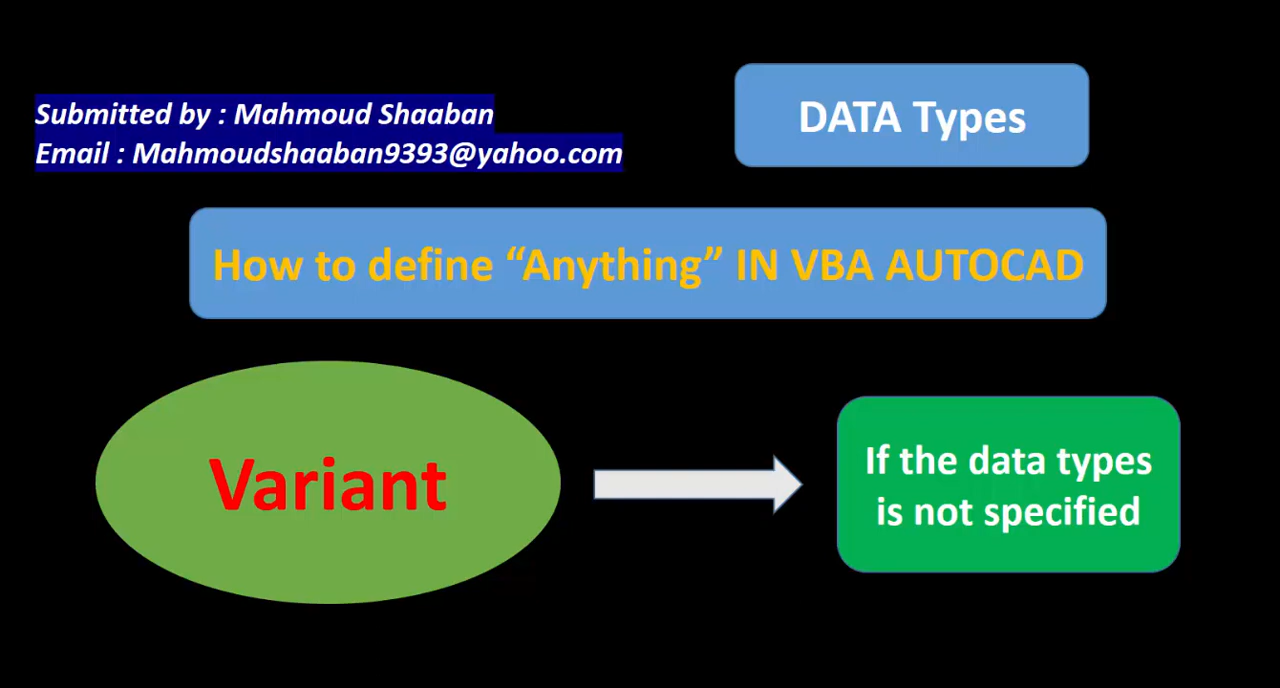 Submitted by : Mahmoud Shaaban
Email : Mahmoudshaaban9393@yahoo.com
DATA Types
How to define “Anything” IN VBA AUTOCAD
Variant
If the data types
is not specified